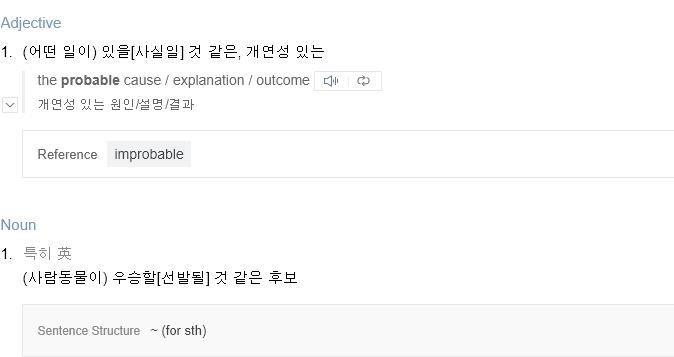 Adjective
1. (어떤 일이) 있을[사실일] 것 같은, 개연성 있는
the probable cause / explanation / outcome
개연성 있는 원인/설명/결과
Reference improbable
Noun
1. 특히 英
(사람동물이) 우승할[선발될] 것 같은 후보
Sentence Structure ~ (for sth)